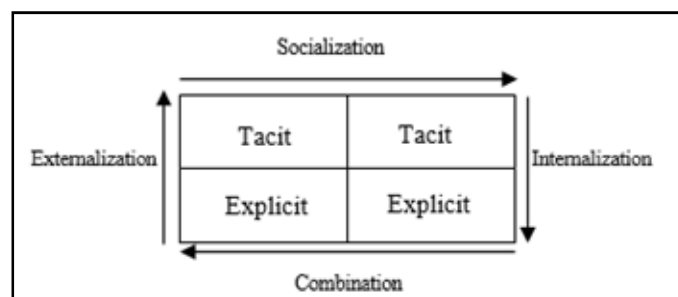 Socialization
Tacit Tacit
Externalization Internalization
Explicit Explicit
Combination